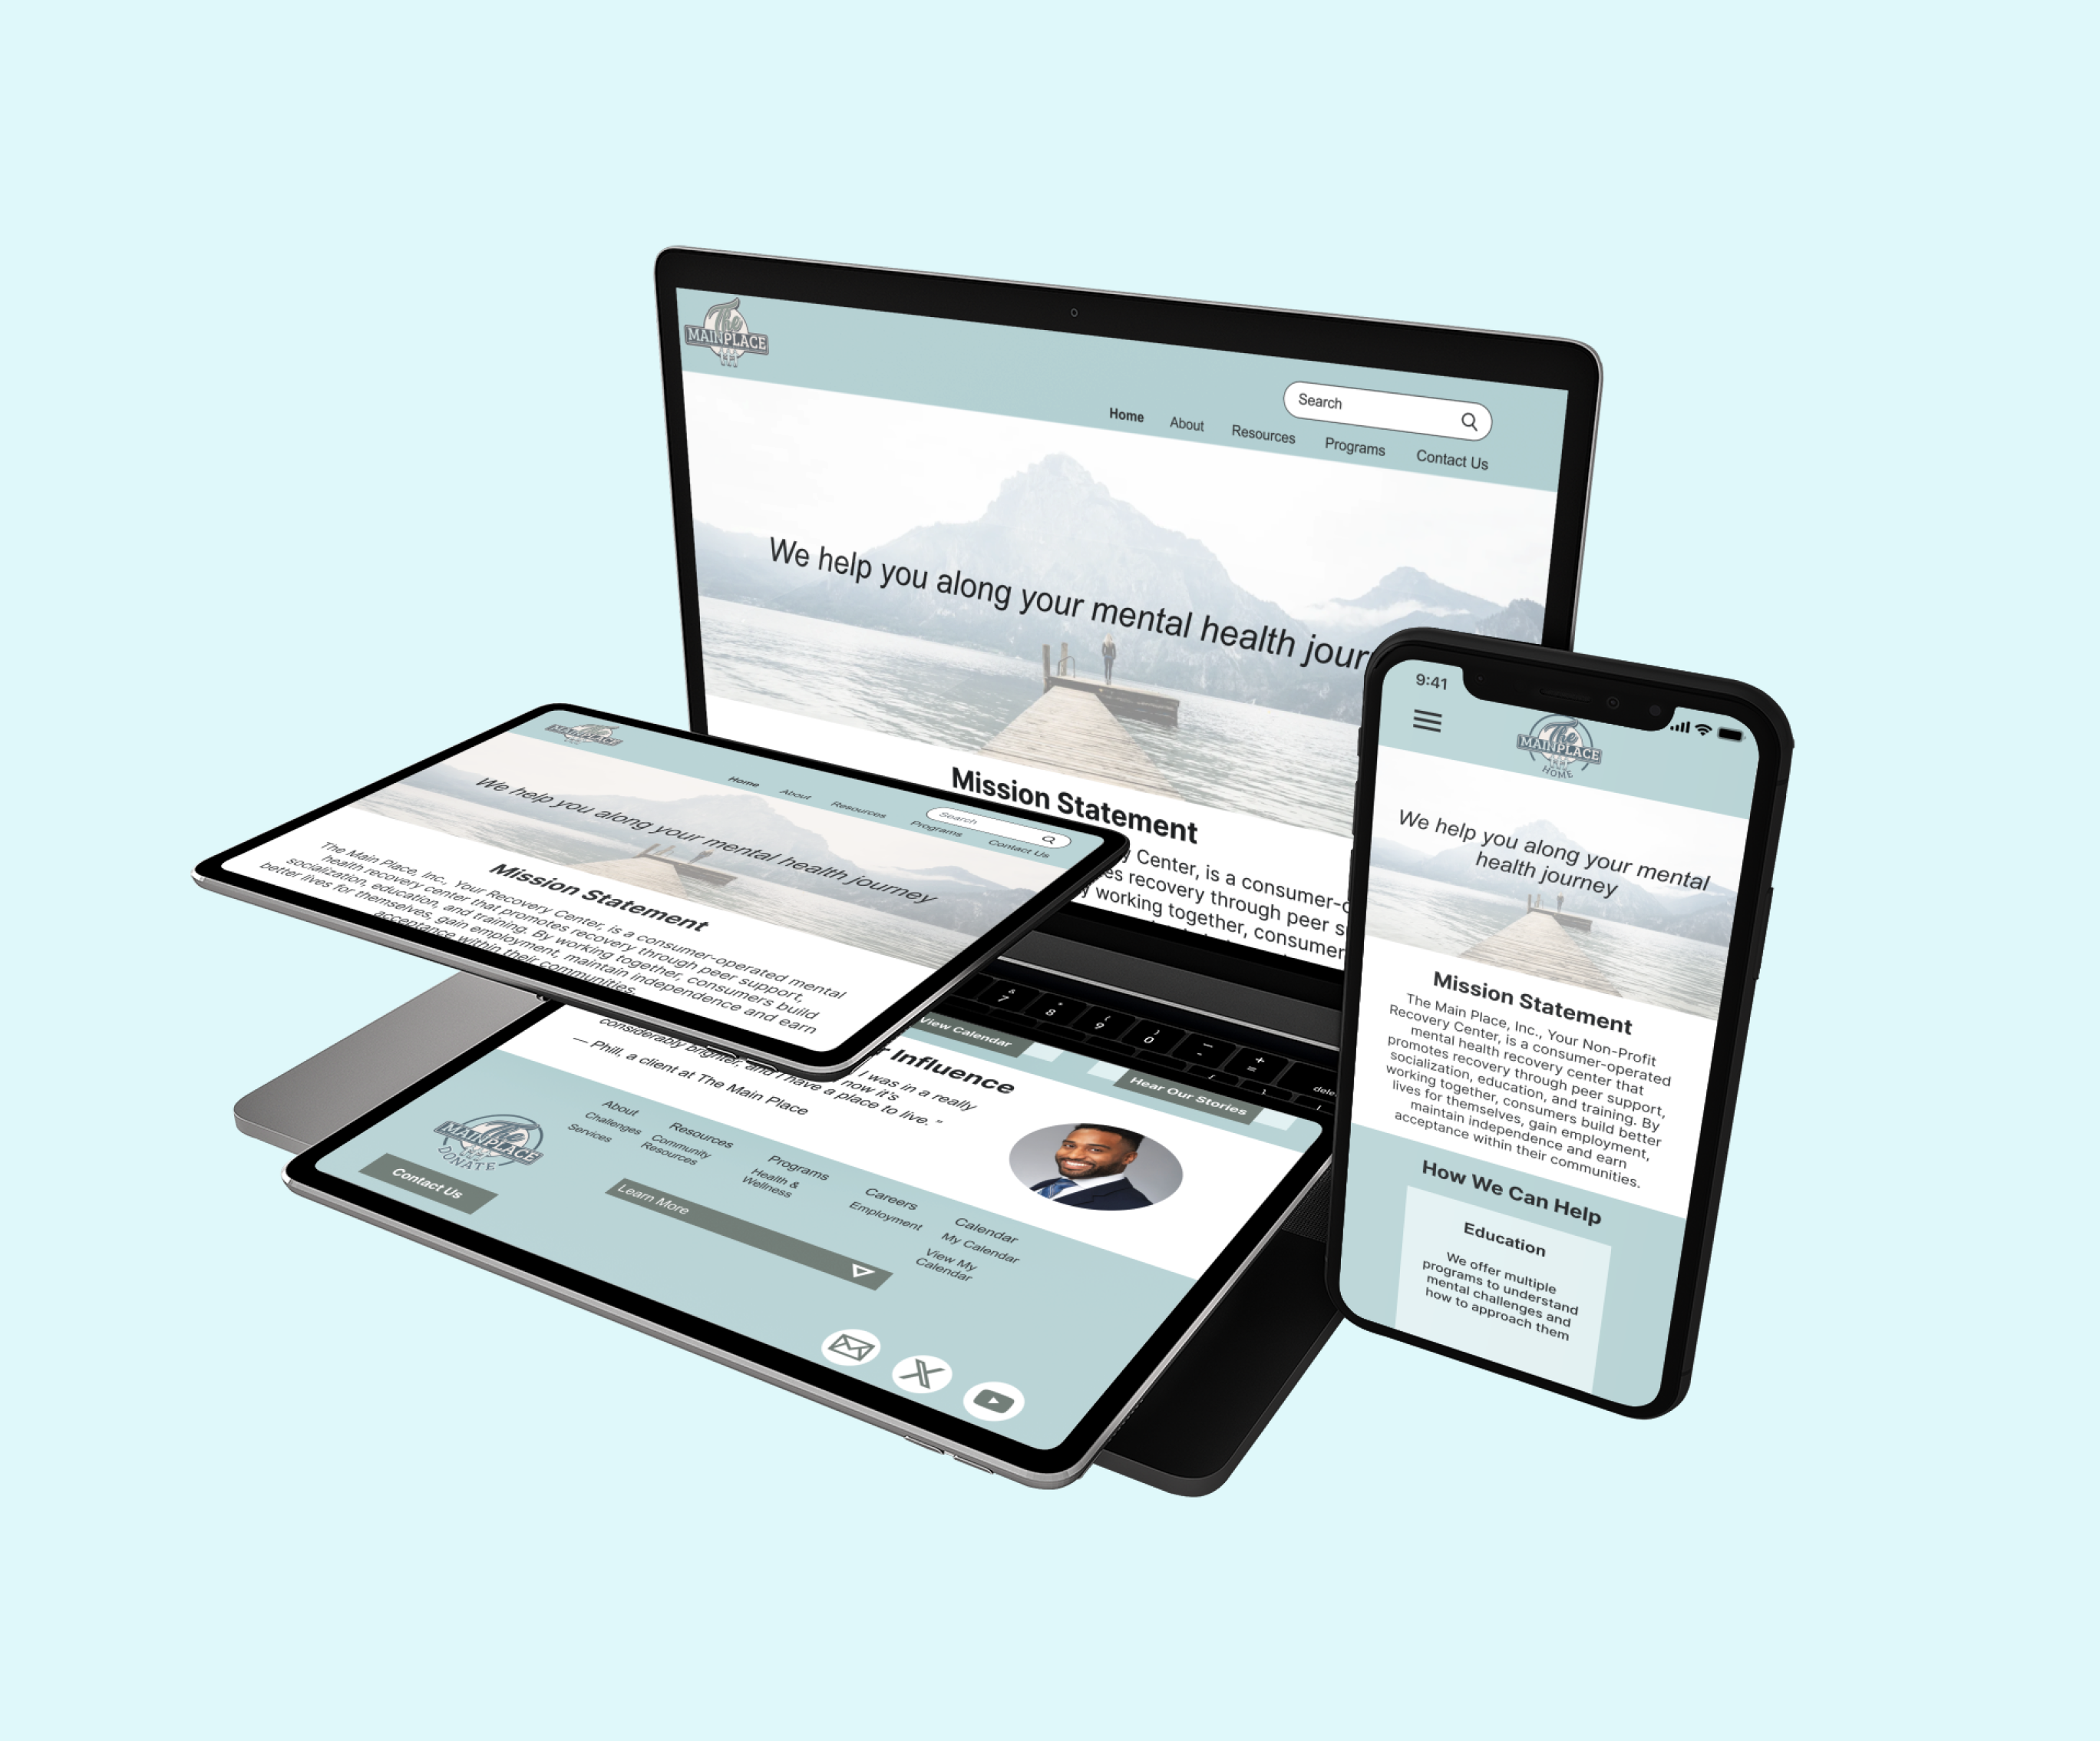 The
MAINPLACE
Search
Home About Resources Programs Contact Us
We help you along your mental health jour
Mission Statement
Center, is a consumer-
es recovery through peer s
working together, consumer
The
MAINPLACE
Home About Resources Programs Contact Us
Search
We help you along your mental health journey
Mission Statement
The Main Place, Inc., Your Recovery Center, is a consumer-operated mental
health recovery center that promotes recovery through peer support,
socialization, education, and training. By working together, consumers build
better lives for themselves, gain employment, maintain independence and earn
acceptance within their communities.
& 7 * 8 ( 9 ) 0 — - + = dele
View Calendar
Hear Our Stories
r Influence
I was in a really
now it's
considerably brighter, and I have a place to live. ”
— Phill, a client at The Main Place
The
MAINPLACE
DONATE
Contact Us
About
Challenges
Services
Resources
Community
Resources
Programs
Health &
Wellness
Careers
Employment
Calendar
My Calendar
View My
Calendar
Learn More
X
9:41
The
MAINPLACE
HOME
We help you along your mental
health journey
Mission Statement
The Main Place, Inc., Your Non-Profit
Recovery Center, is a consumer-operated
mental health recovery center that
promotes recovery through peer support,
socialization, education, and training. By
working together, consumers build better
lives for themselves, gain employment,
maintain independence and earn
acceptance within their communities.
How We Can Help
Education
We offer multiple
programs to understand
mental challenges and
how to approach them